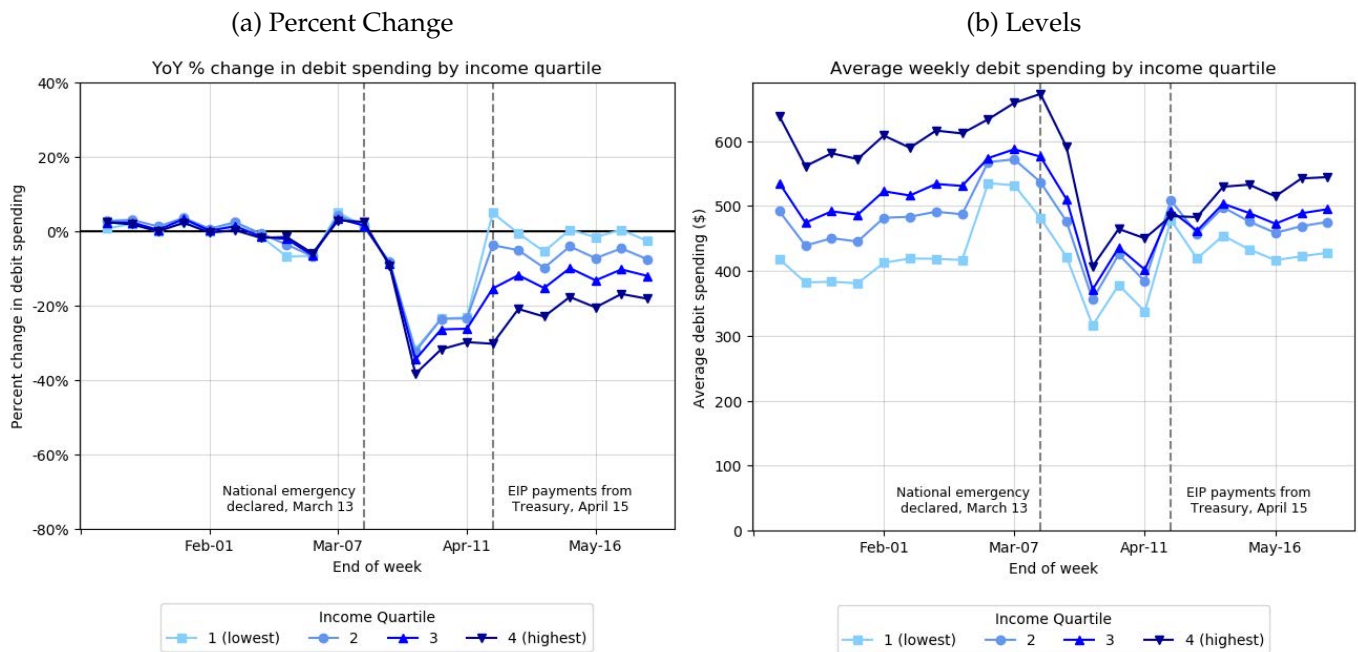 (a) Percent Change
YoY % change in debit spending by income quartile
40%
20%
0%
-20%
-40%
-60%
-80%
Percent change in debit spending
National emergency
declared, March 13
EIP payments from
Treasury, April 15
Feb-01
Mar-07
Apr-11
May-16
End of week
Income Quartile
1 (lowest)
2
3
4 (highest)
(b) Levels
Average weekly debit spending by income quartile
600
500
400
300
200
100
0
Average debit spending ($)
National emergency
declared, March 13
EIP payments from
Treasury, April 15
Feb-01
Mar-07
Apr-11
May-16
End of week
Income Quartile
1 (lowest)
2
3
4 (highest)